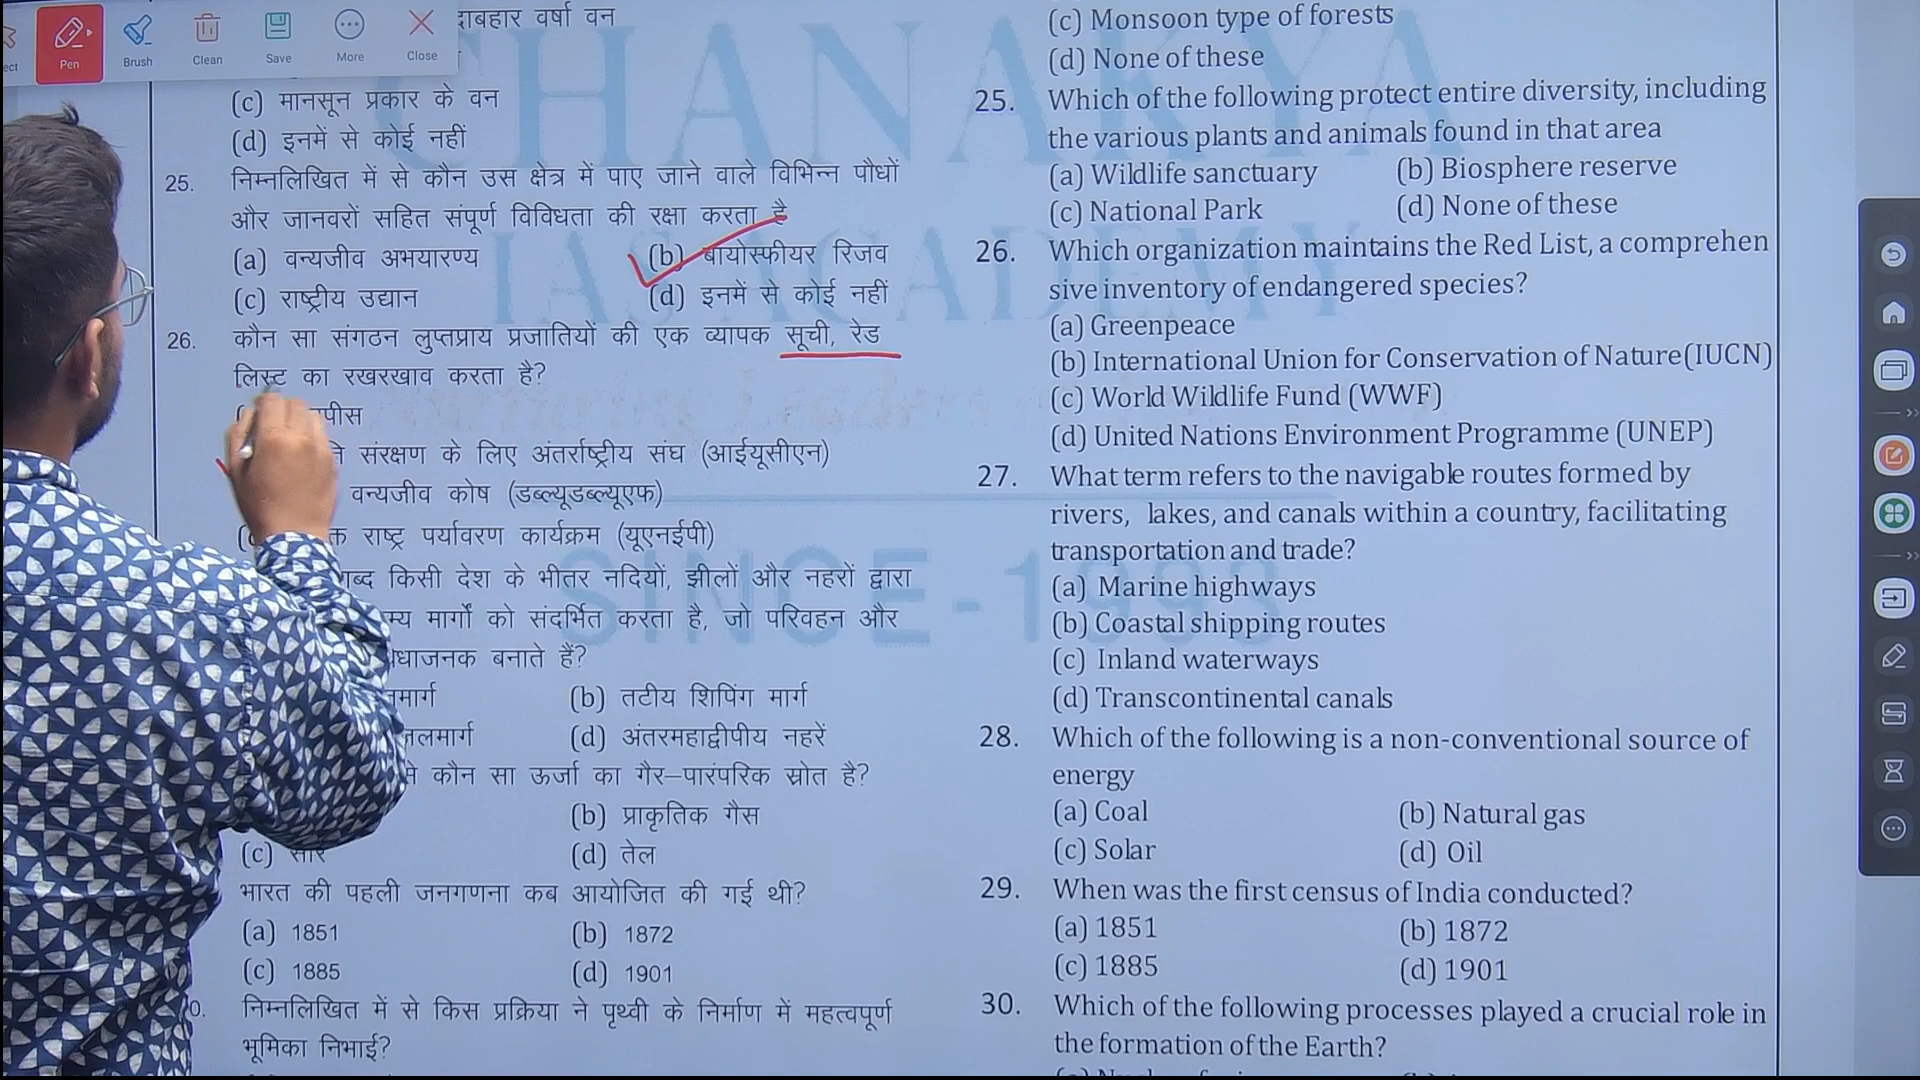 ect
Pen
Brush
Clean
Save
More
Close
CHANAKYA
IAS ACADEMY
SINCE-1993
वर्षा वन
(c) मानसून प्रकार के वन
(d) इनमें से कोई नहीं
25. निम्नलिखित में से कौन उस क्षेत्र में पाए जाने वाले विभिन्न पौधों
और जानवरों सहित संपूर्ण विविधता की रक्षा करता है
(a) वन्यजीव अभयारण्य (b) बायोस्फीयर रिजव
(c) राष्ट्रीय उद्यान (d) इनमें से कोई नहीं
26. कौन सा संगठन लुप्तप्राय प्रजातियों की एक व्यापक सूची, रेड
लिस्ट का रखरखाव करता है?
पीस
संरक्षण के लिए अंतर्राष्ट्रीय संघ (आईयूसीएन)
वन्यजीव कोष (डब्ल्यूडब्ल्यूएफ)
राष्ट्र पर्यावरण कार्यक्रम (यूएनईपी)
किसी देश के भीतर नदियों, झीलों और नहरों द्वारा
म्य मार्गों को संदर्भित करता है, जो परिवहन और
धाजनक बनाते हैं?
मार्ग (b) तटीय शिपिंग मार्ग
जलमार्ग (d) अंतरमहाद्वीपीय नहरें
से कौन सा ऊर्जा का गैर–पारंपरिक स्रोत है?
(b) प्राकृतिक गैस
(c) (d) तेल
भारत की पहली जनगणना कब आयोजित की गई थी?
(a) 1851 (b) 1872
(c) 1885 (d) 1901
0. निम्नलिखित में से किस प्रक्रिया ने पृथ्वी के निर्माण में महत्वपूर्ण
भूमिका निभाई?
(c) Monsoon type of forests
(d) None of these
25. Which of the following protect entire diversity, including
the various plants and animals found in that area
(a) Wildlife sanctuary (b) Biosphere reserve
(c) National Park (d) None of these
26. Which organization maintains the Red List, a comprehen
sive inventory of endangered species?
(a) Greenpeace
(b) International Union for Conservation of Nature(IUCN)
(c) World Wildlife Fund (WWF)
(d) United Nations Environment Programme (UNEP)
27. What term refers to the navigable routes formed by
rivers, lakes, and canals within a country, facilitating
transportation and trade?
(a) Marine highways
(b) Coastal shipping routes
(c) Inland waterways
(d) Transcontinental canals
28. Which of the following is a non-conventional source of
energy
(a) Coal (b) Natural gas
(c) Solar (d) Oil
29. When was the first census of India conducted?
(a) 1851 (b) 1872
(c) 1885 (d) 1901
30. Which of the following processes played a crucial role in
the formation of the Earth?